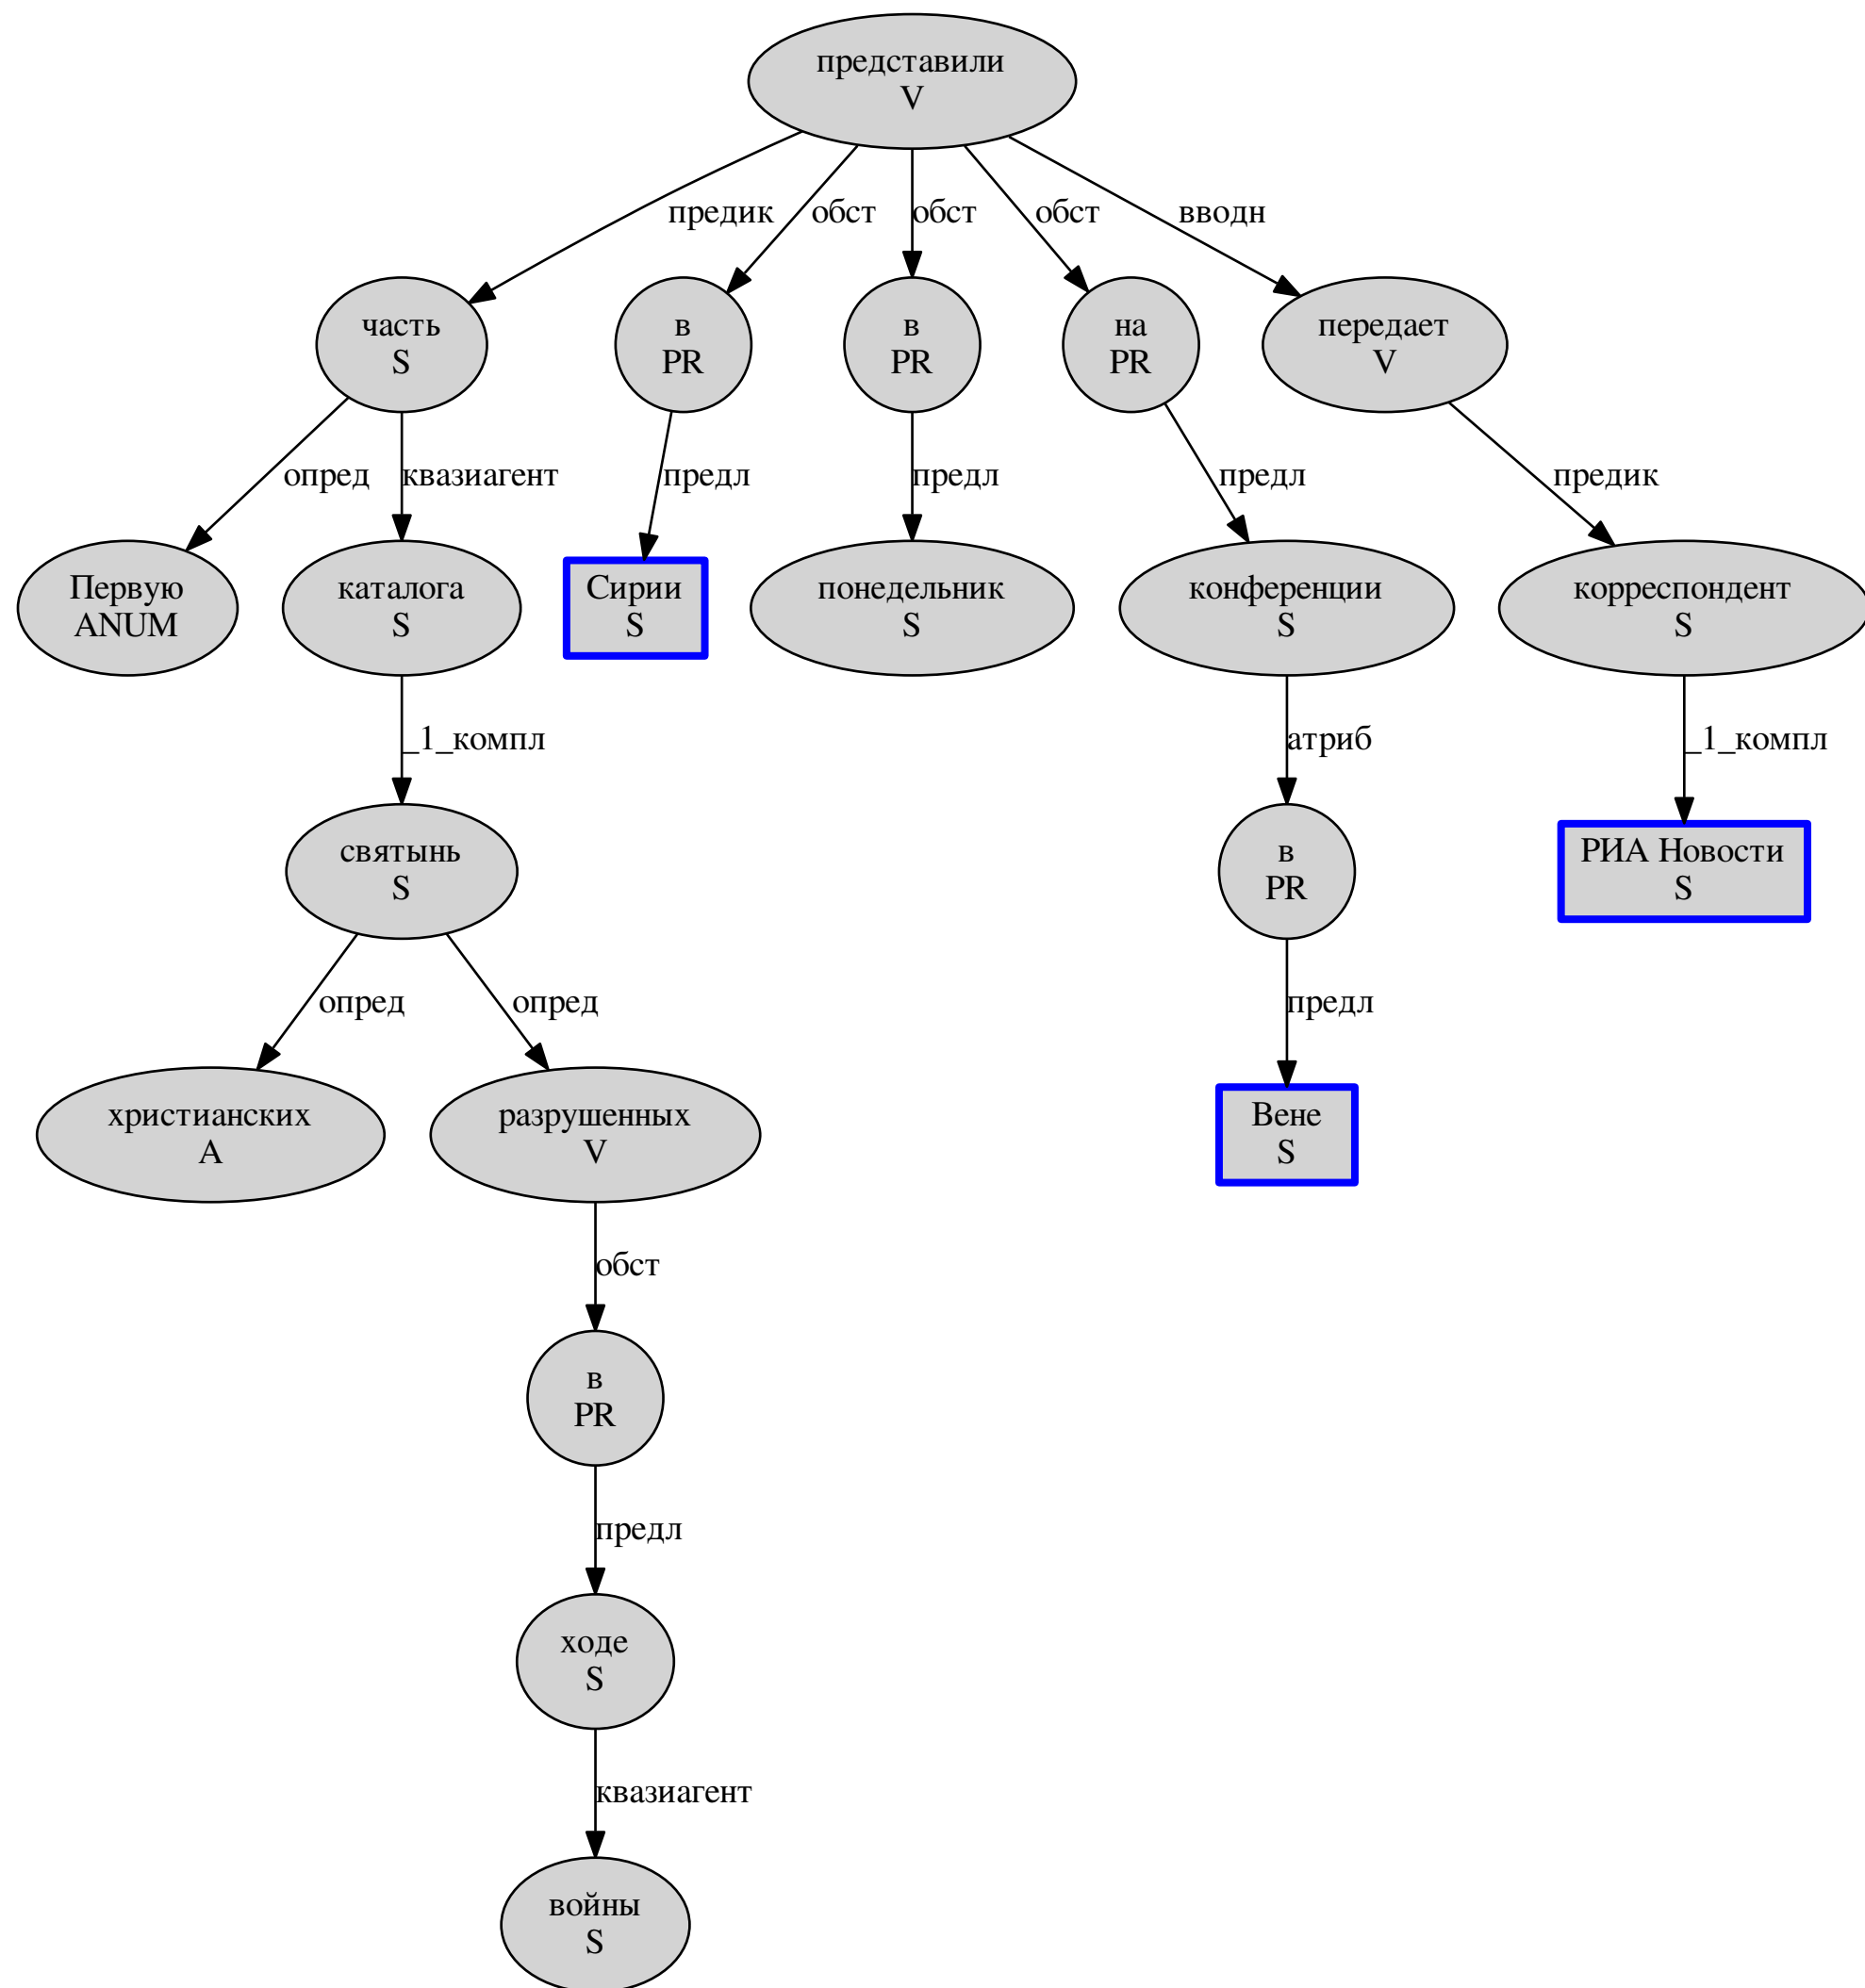 представили
V
предик
обст
обст
обст
вводн
часть
S
в
PR
в
PR
на
PR
передает
V
опред
квазиагент
предл
предл
предл
предик
Первую
ANUM
каталога
S
Сирии
S
понедельник
S
конференции
S
корреспондент
S
_1_компл
атриб
_1_компл
святынь
S
в
PR
РИА Новости
S
опред
опред
предл
христианских
A
разрушенных
V
Вене
S
обст
в
PR
предл
ходе
S
квазиагент
войны
S